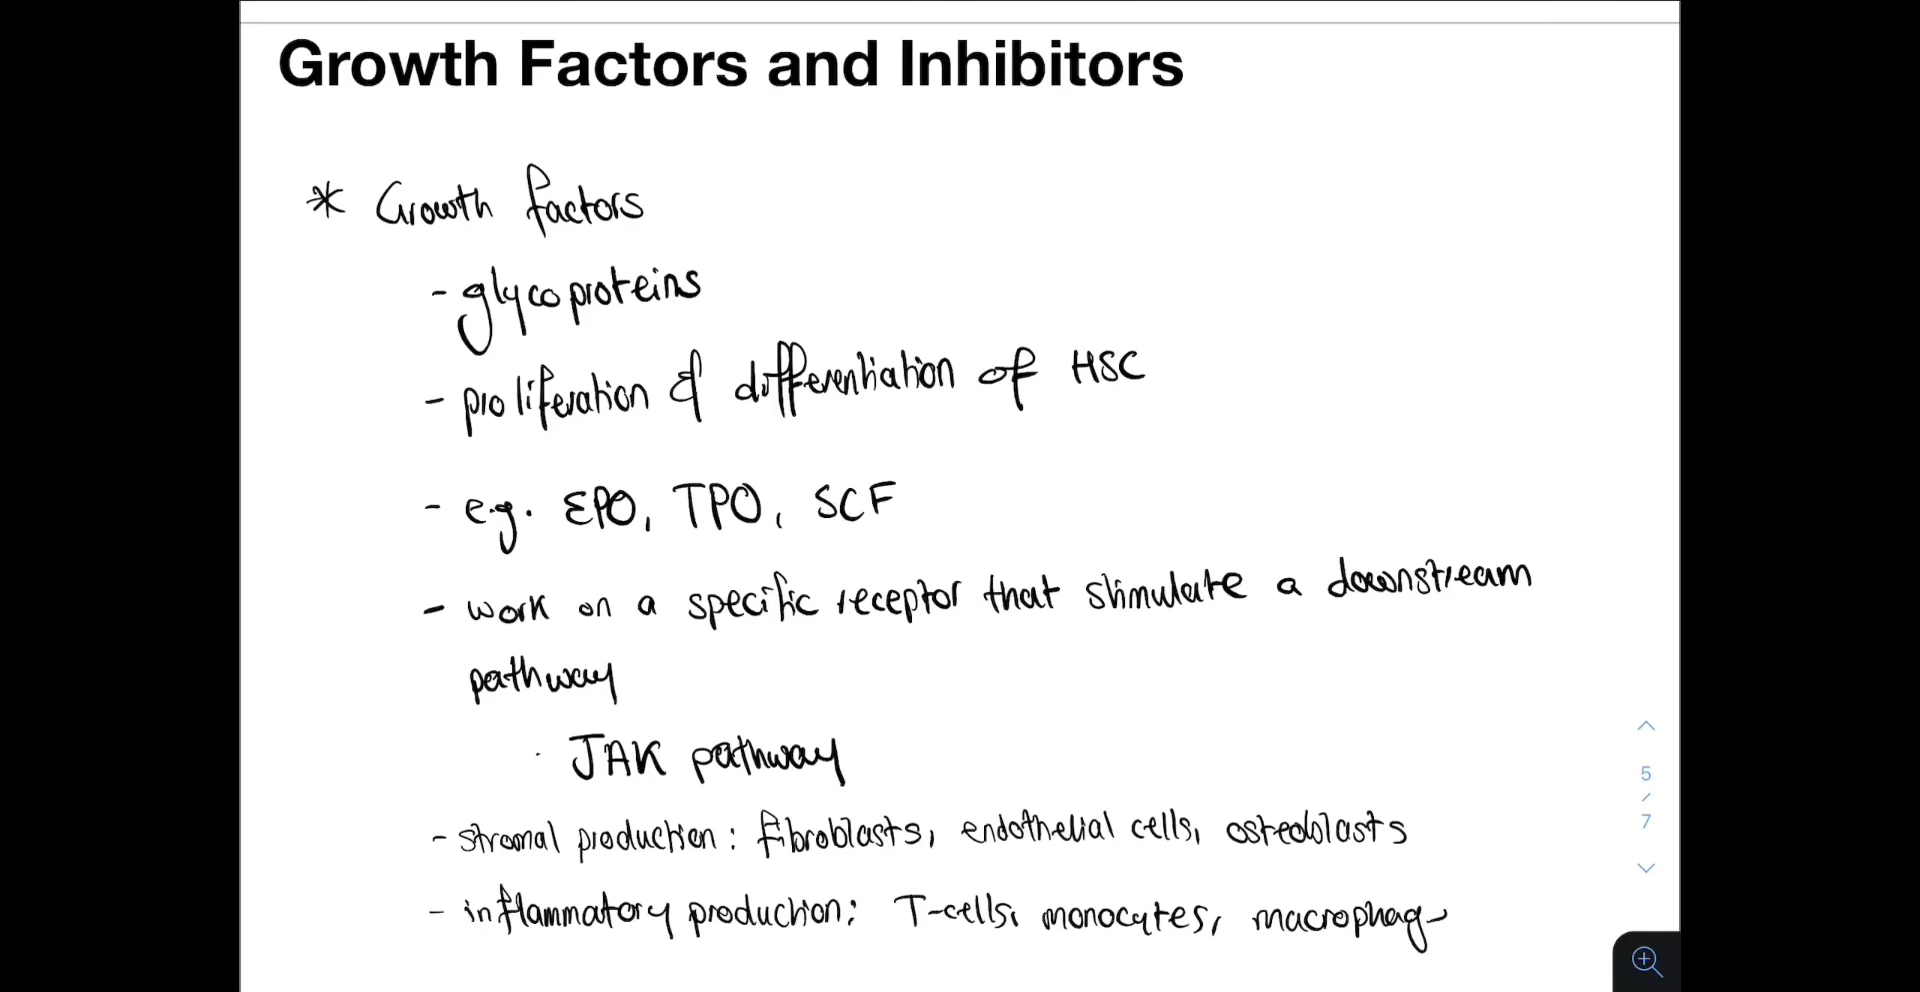 Growth Factors and Inhibitors
* Growth factors
- glycoproteins
- proliferation & differentiation of HSC
- e.g. EPO, TPO, SCF
- work on a specific receptor that stimulate a downstream
pathway
· JAK pathway
- stromal production: fibroblasts, endothelial cells, osteoblasts
- inflammatory production: T-cells, monocytes, macrophag
5
/
7